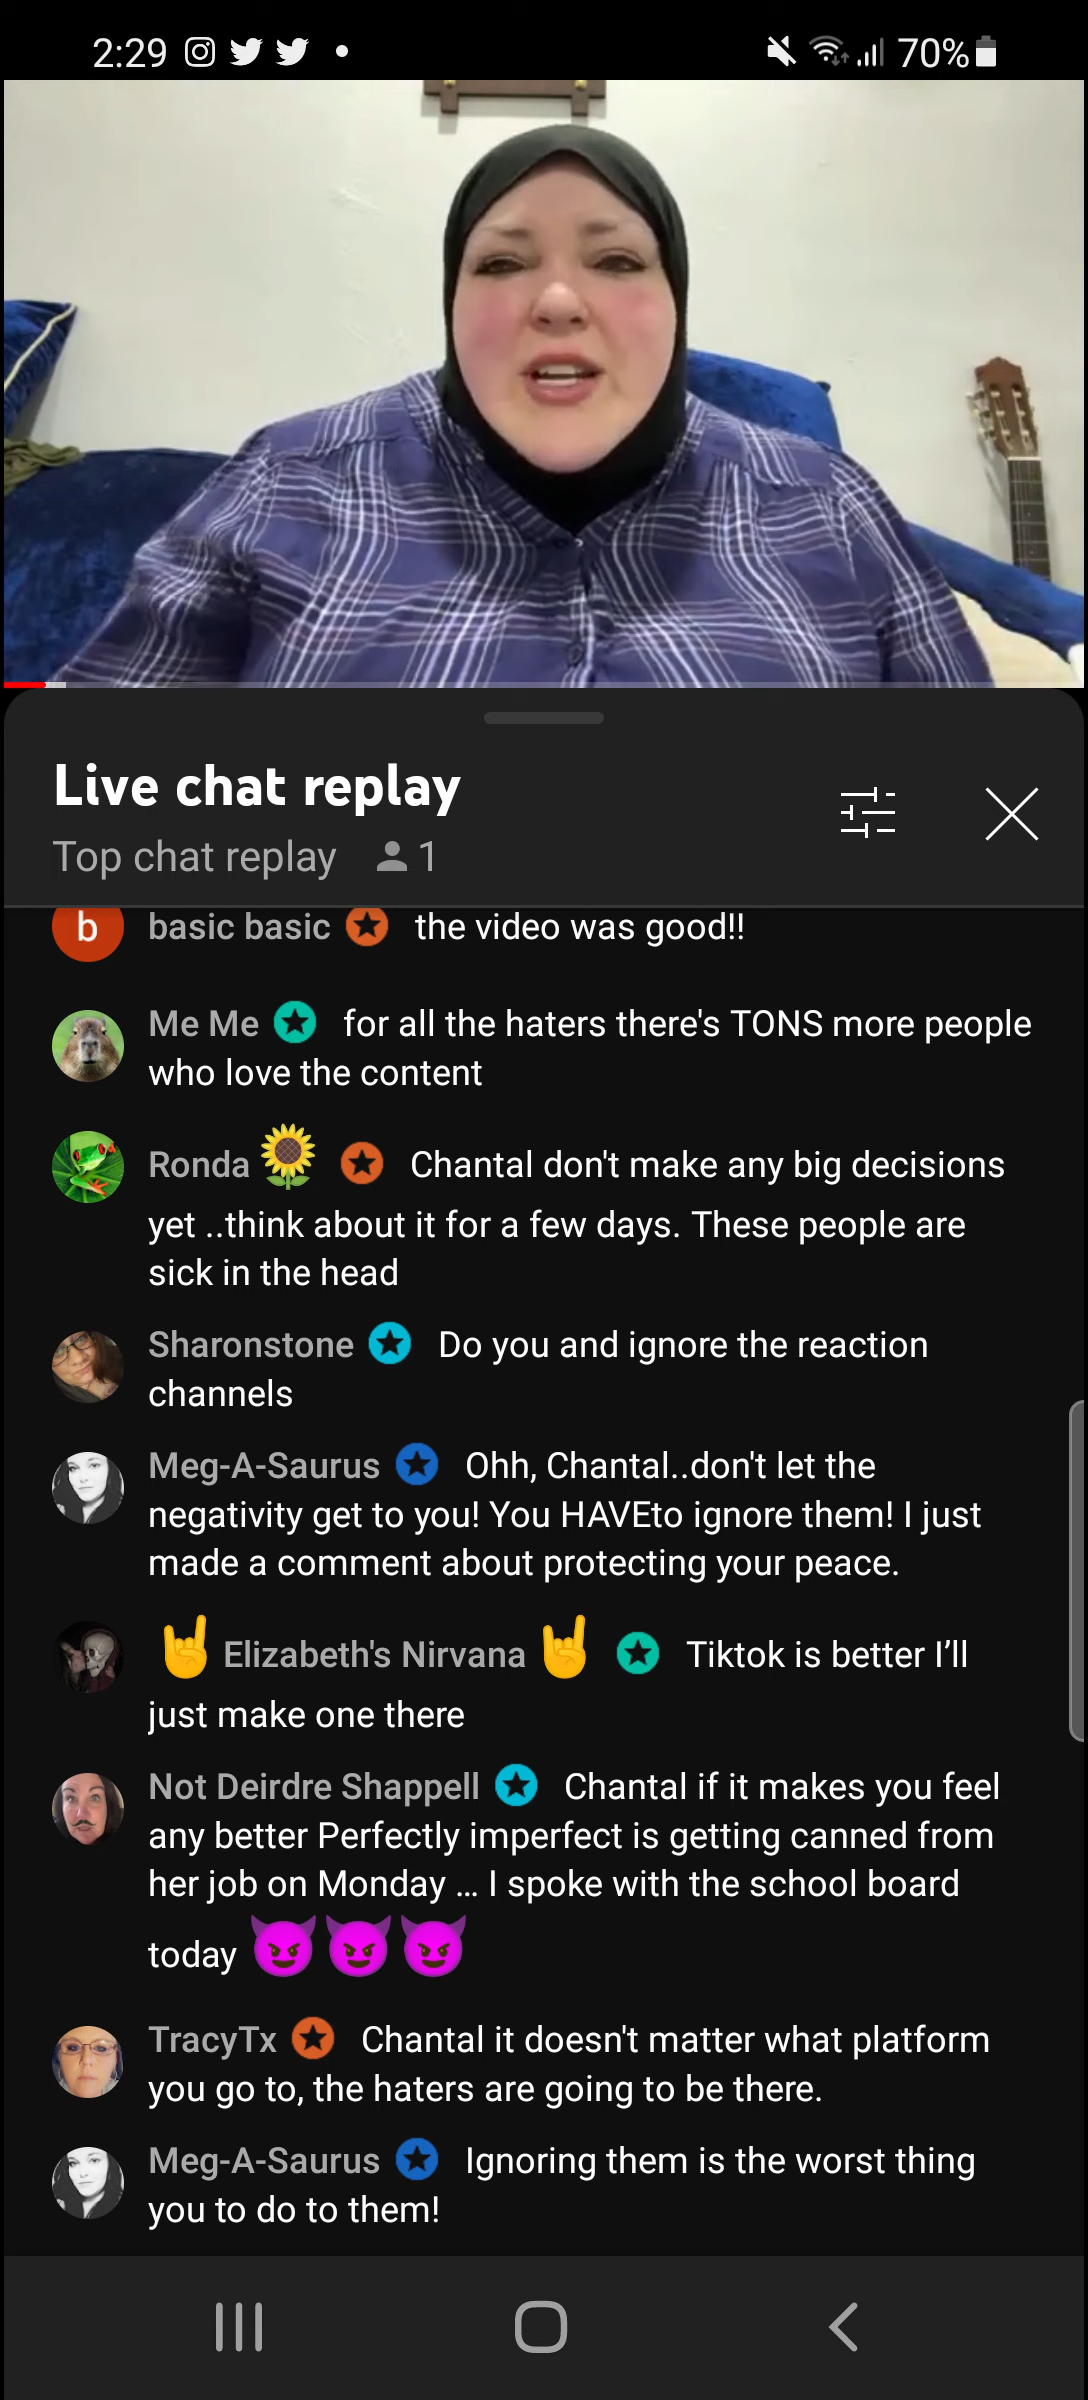 2:29 70%
Live chat replay
Top chat replay 1
b basic basic the video was good!!
Me Me for all the haters there's TONS more people
who love the content
Ronda🌻 Chantal don't make any big decisions
yet ..think about it for a few days. These people are
sick in the head
Sharonstone Do you and ignore the reaction
channels
Meg-A-Saurus Ohh, Chantal..don't let the
negativity get to you! You HAVEto ignore them! I just
made a comment about protecting your peace.
🤘Elizabeth's Nirvana🤘 Tiktok is better I’ll
just make one there
Not Deirdre Shappell Chantal if it makes you feel
any better Perfectly imperfect is getting canned from
her job on Monday ... I spoke with the school board
today 😈😈😈
TracyTx Chantal it doesn't matter what platform
you go to, the haters are going to be there.
Meg-A-Saurus Ignoring them is the worst thing
you to do to them!